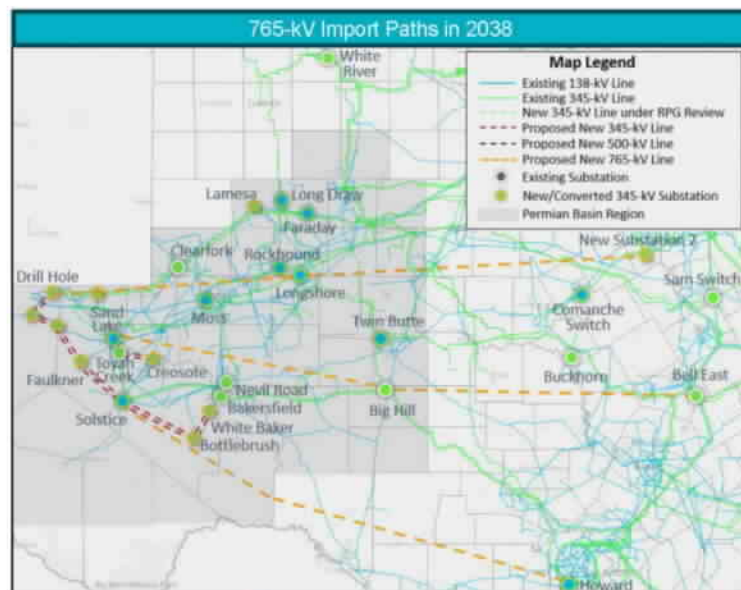 765-kV Import Paths in 2038
White
River
Map Legend
Existing 138-kV Line
Existing 345-kV Line
New 345-kV Line under RPG Review
Proposed New 345-kV Line
Proposed New 500-kV Line
Proposed New 765-kV Line
Existing Substation
New/Converted 345-kV Substation
Permian Basin Region
Lamesa
Long Draw
Faraday
Clearfork
Rockhound
New Substation 2
Drill Hole
Longshore
Sam Switch
Sand
Lake
Moss
Twin Butte
Comanche
Switch
Toyah
Creek
Creosote
Buckhorn
Faulkner
Nevil Road
Bell East
Solstice
Bakersfield
Big Hill
White Baker
Bottlebrush
Howard